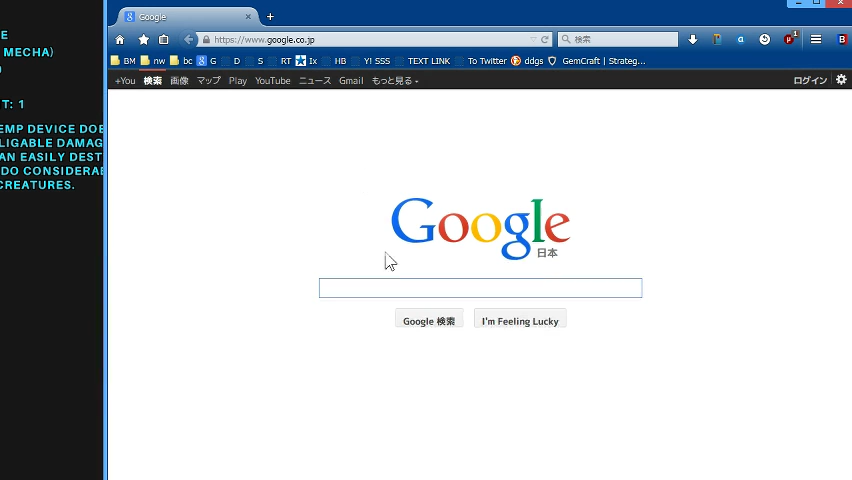 E
MECHA)
T: 1
EMP DEVICE DOE
LIGABLE DAMAG
AN EASILY DEST
DO CONSIDERAB
CREATURES.
Google
https://www.google.co.jp
検索
BM nw bc G D S RT Ix HB Y! SSS TEXT LINK To Twitter ddgs GemCraft | Strateg...
+You 検索 画像 マップ Play YouTube ニュース Gmail もっと見る ログイン
Google
日本
Google 検索 I'm Feeling Lucky